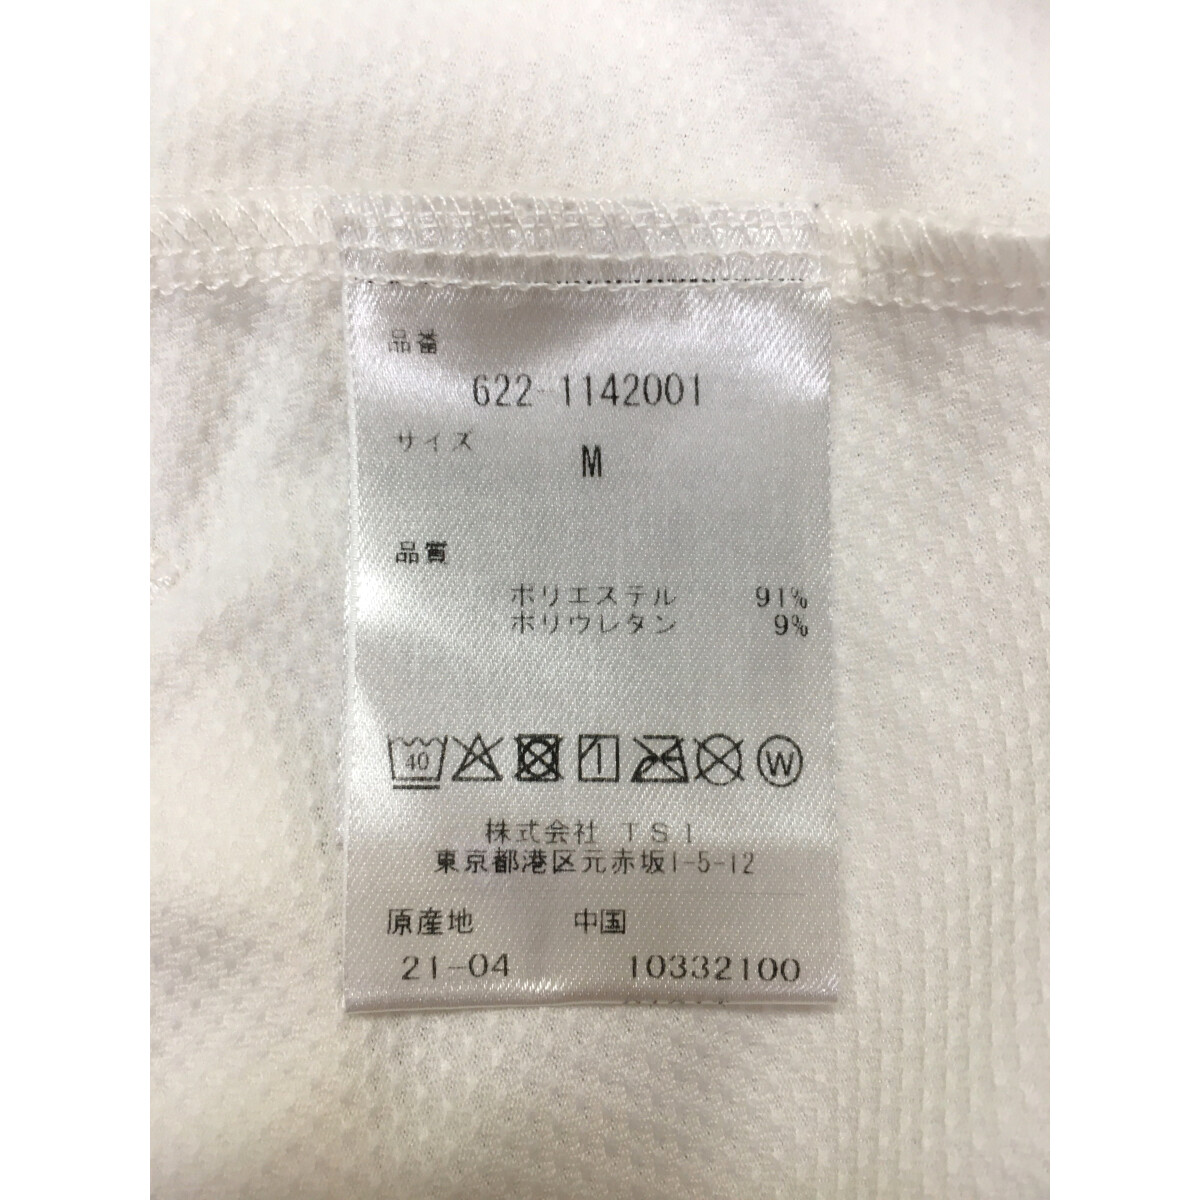 品番
622-1142001
サイズ
M
品質
ポリエステル 91%
ポリウレタン 9%
40 1 W
株式会社 TSI
東京都港区元赤坂1-5-12
原産地 中国
21-04 10332100